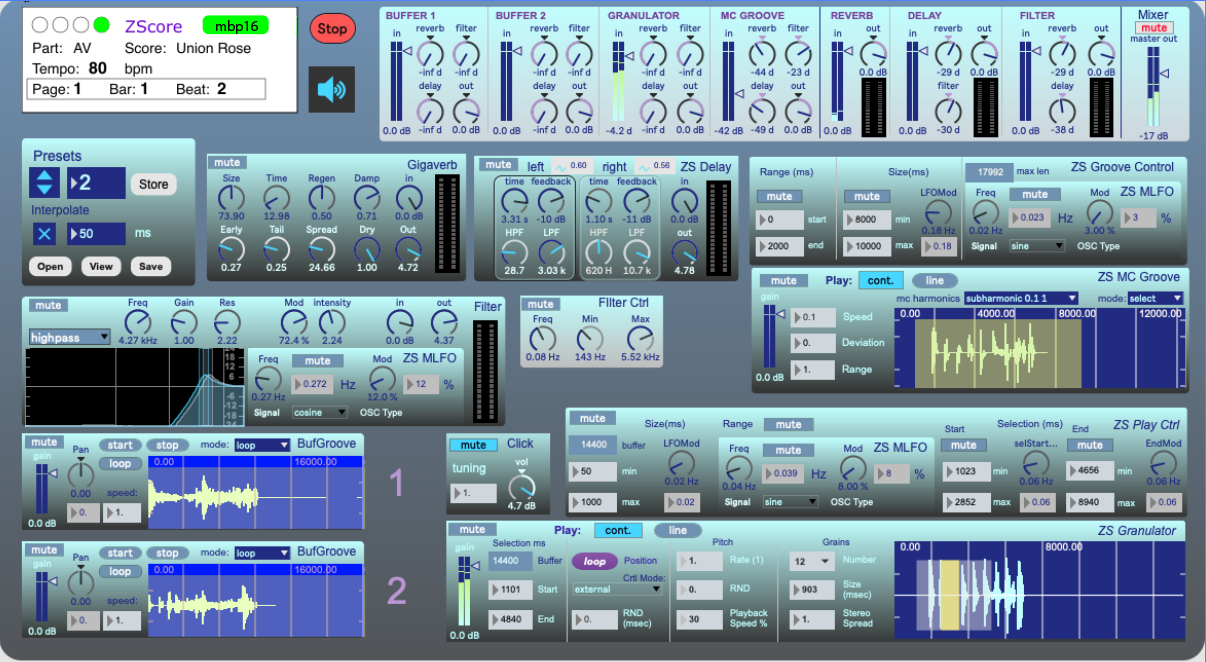 ZScore mbp16
Part: AV Score: Union Rose
Tempo: 80 bpm
Page: 1 Bar: 1 Beat: 2
Stop
BUFFER 1 BUFFER 2 GRANULATOR MC GROOVE REVERB DELAY FILTER Mixer
in reverb filter in reverb filter in reverb filter in reverb filter in out in reverb out in reverb out mute
master out
-inf d -inf d -inf d -inf d -inf d -inf d -44 d -23 d 0.0 dB -29 d 0.0 dB -29 d 0.0 dB
delay out delay out delay out delay out filter delay
0.0 dB -inf d 0.0 dB 0.0 dB -inf d 0.0 dB -4.2 d -inf d 0.0 dB -42 dB -49 d 0.0 dB 0.0 dB 0.0 dB -30 d 0.0 dB -38 d -17 dB
Presets
2 Store
Interpolate
50 ms
Open View Save
mute Gigaverb
Size Time Regen Damp in
73.90 12.98 0.50 0.71 0.0 dB
Early Tail Spread Dry Out
0.27 0.25 24.66 1.00 4.72
mute left 0.60 right 0.56 ZS Delay
time feedback time feedback in
3.31 s -10 dB 1.10 s -11 dB 0.0 dB
HPF LPF HPF LPF out
28.7 3.03 k 620 H 10.7 k 4.78
17992 max len ZS Groove Control
Range (ms) Size(ms)
mute mute LFOMod Freq mute Mod ZS MLFO
0 start 8000 min 0.18 Hz 0.02 Hz 0.023 Hz 3.00 % 3 %
2000 end 10000 max 0.18 Signal sine OSC Type
mute Play: cont. line ZS MC Groove
gain mc harmonics subharmonic 0.1 1 mode: select
0.1 Speed 0.00 4000.00 8000.00 12000.00
0. Deviation
1. Range
0.0 dB
mute Freq Gain Res Mod intensity in out Filter
highpass 4.27 kHz 1.00 2.22 72.4 % 2.24 0.0 dB 4.37
18
12
6
-6
-12
-18
Freq mute Mod ZS MLFO
0.27 Hz 0.272 Hz 12.0 % 12 %
Signal cosine OSC Type
mute FIlter Ctrl
Freq Min Max
0.08 Hz 143 Hz 5.52 kHz
mute Pan start stop mode: loop BufGroove
gain loop 0.00 16000.00
0.00 speed:
0. 1.
0.0 dB
1
mute Pan start stop mode: loop BufGroove
gain loop 0.00 16000.00
0.00 speed:
0. 1.
0.0 dB
2
mute Click
tuning vol
1. 4.7 dB
mute Size(ms) Range mute Start Selection (ms) End ZS Play Ctrl
14400 buffer LFOMod Freq mute Mod ZS MLFO mute selStart... mute EndMod
50 min 0.02 Hz 0.04 Hz 0.039 Hz 8.00 % 8 % 1023 min 0.06 Hz 4656 min 0.06 Hz
1000 max 0.02 Signal sine OSC Type 2852 max 0.06 8940 max 0.06
mute Play: cont. line ZS Granulator
gain Selection ms Pitch Grains
14400 Buffer loop Position 1. Rate (1) 12 Number 0.00 8000.00
Crtl Mode:
1101 Start external 0. RND 903 Size
(msec)
4840 End 0. RND
(msec) 30 Playback
Speed % 1. Stereo
Spread
0.0 dB